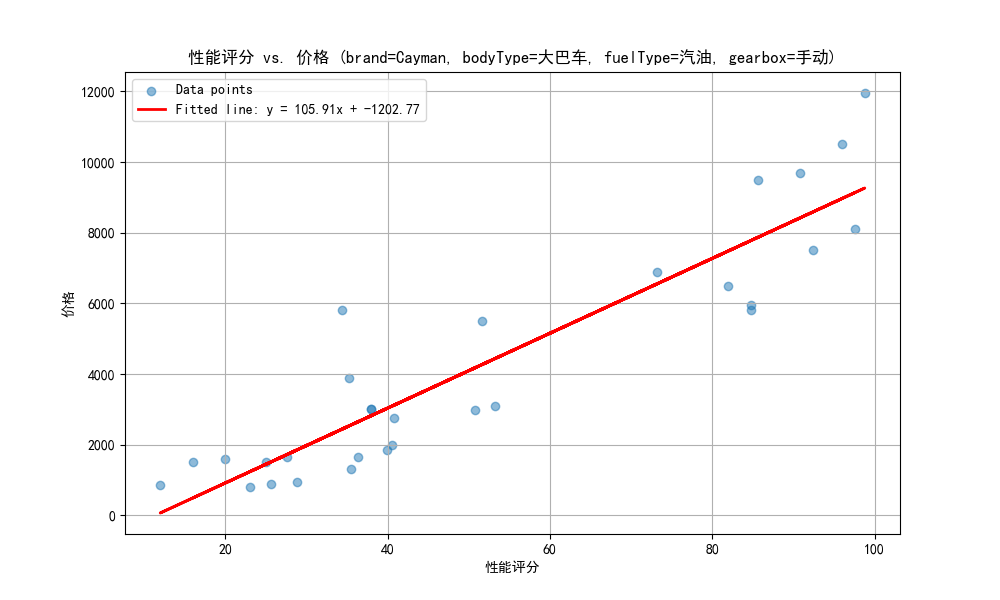 性能评分 vs. 价格 (brand=Cayman, bodyType=大巴车, fuelType=汽油, gearbox=手动)
Data points
Fitted line: y = 105.91x + -1202.77
12000
10000
8000
6000
4000
2000
0
价格
20 40 60 80 100
性能评分